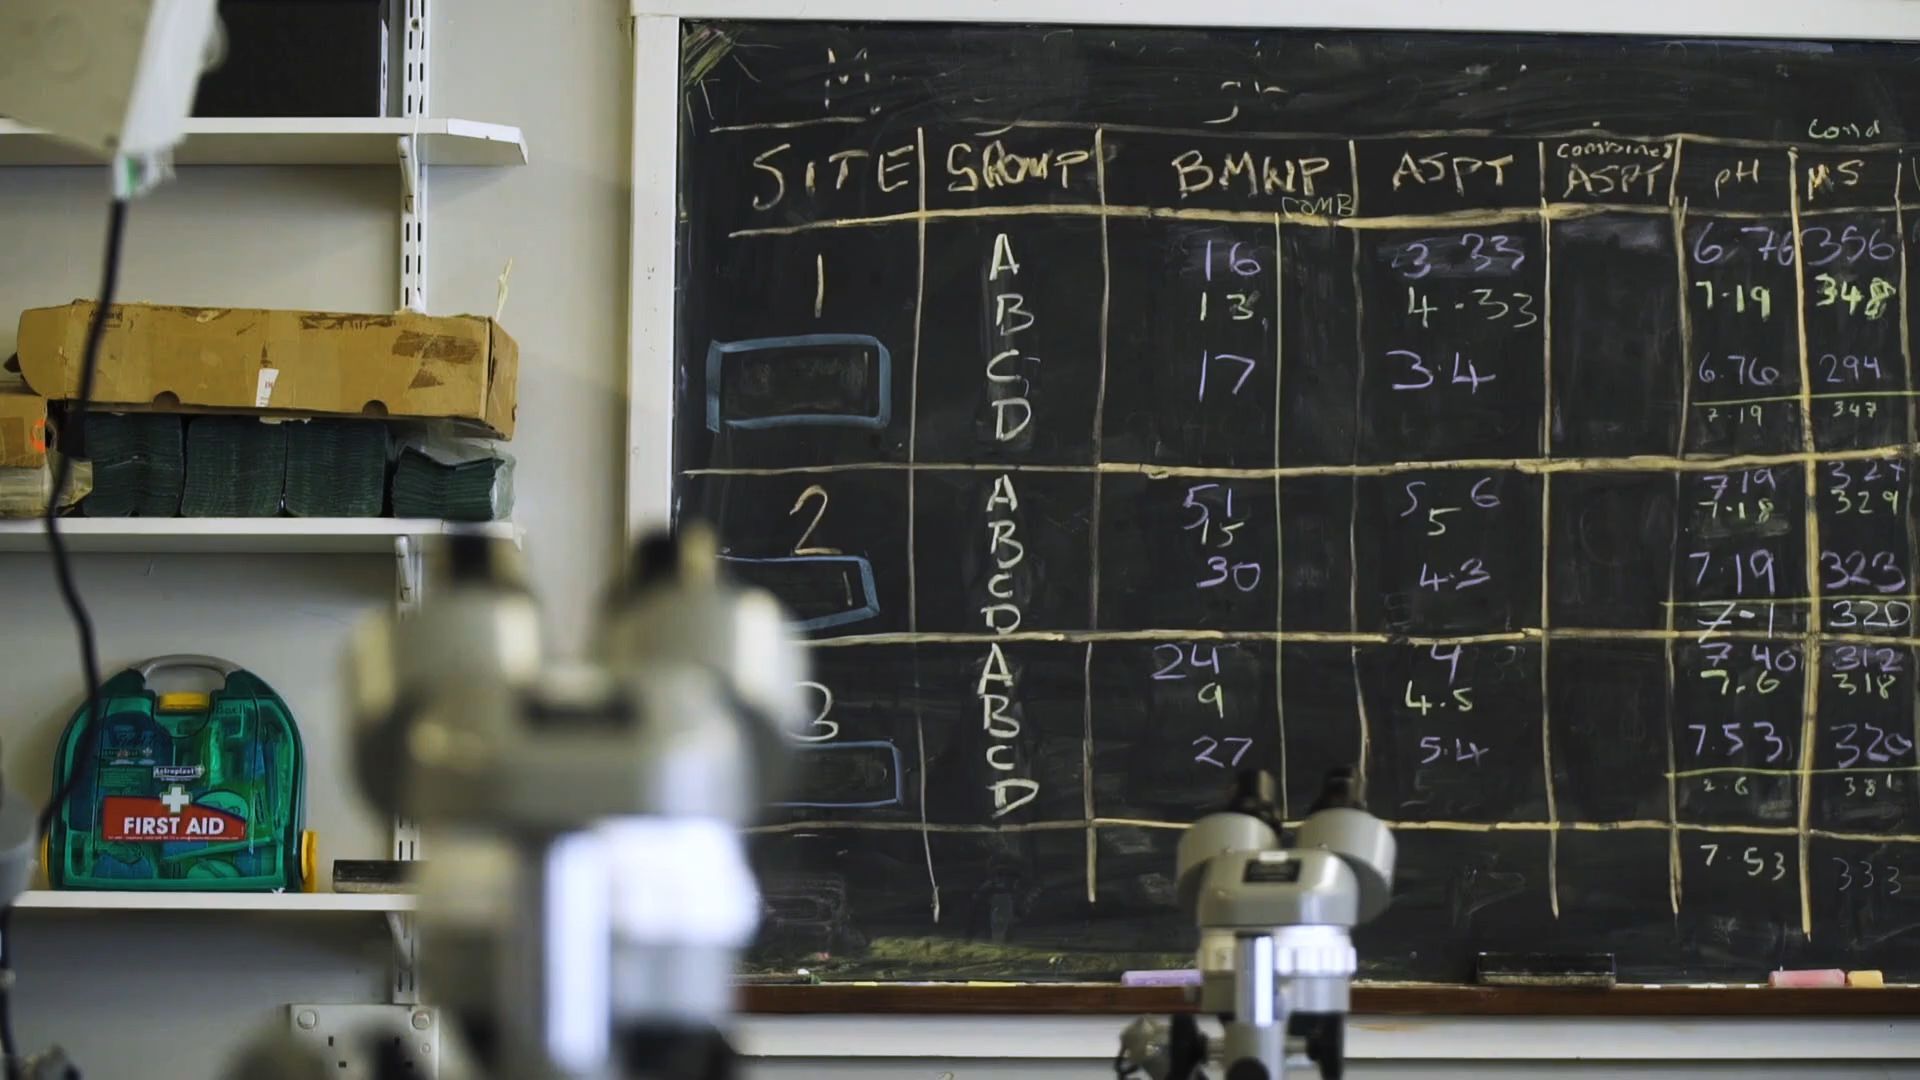 SITE GROUP BMWP COMB ASPT Combined ASPT pH Cond µS
1 A 16 3.33 6.76 356
B 13 4.33 7.19 348
C 17 3.4 6.76 294
D 7.19 347
2 A 51 5.6 7.19 327
B 15 5 7.18 329
C 30 4.3 7.19 323
D 7.1 320
3 A 24 4 7.40 312
B 9 4.5 7.6 318
C 27 5.4 7.53 320
D 381
7.53 333
Astroplast
FIRST AID